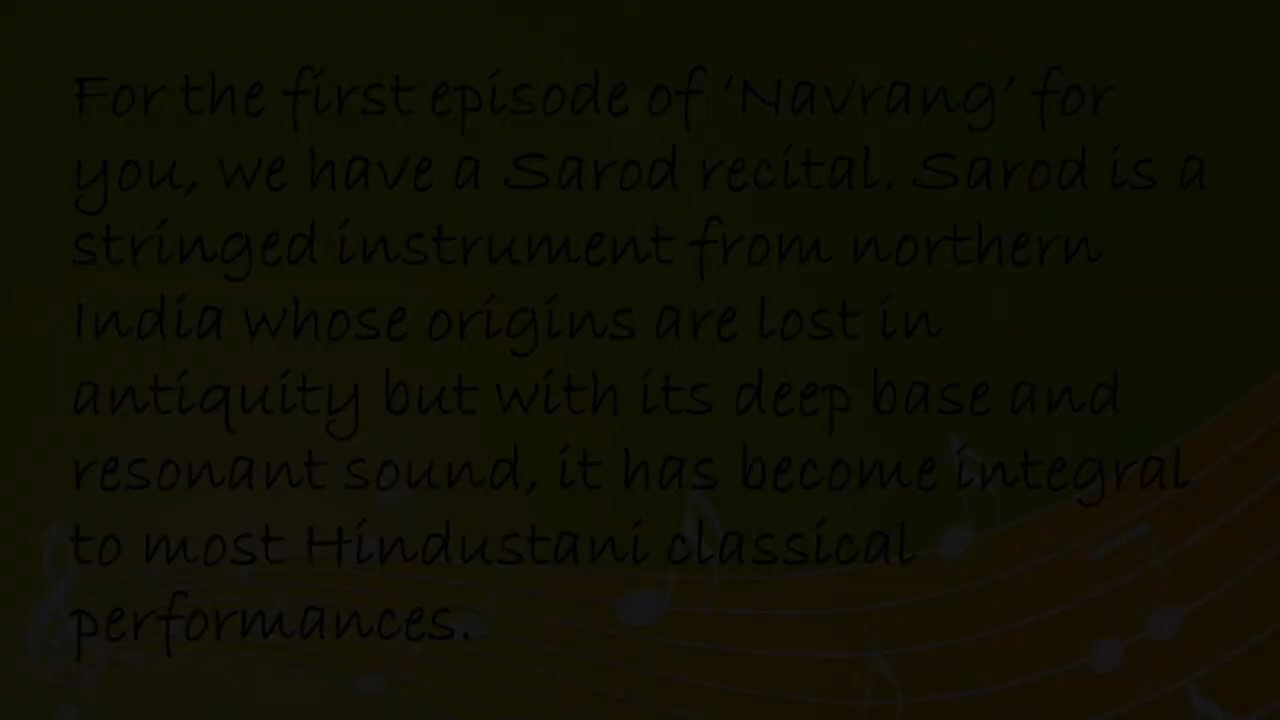 For the first episode of ‘Navrang’ for
you, we have a Sarod recital. Sarod is a
stringed instrument from northern
India whose origins are lost in
antiquity but with its deep base and
resonant sound, it has become integral
to most Hindustani classical
performances.